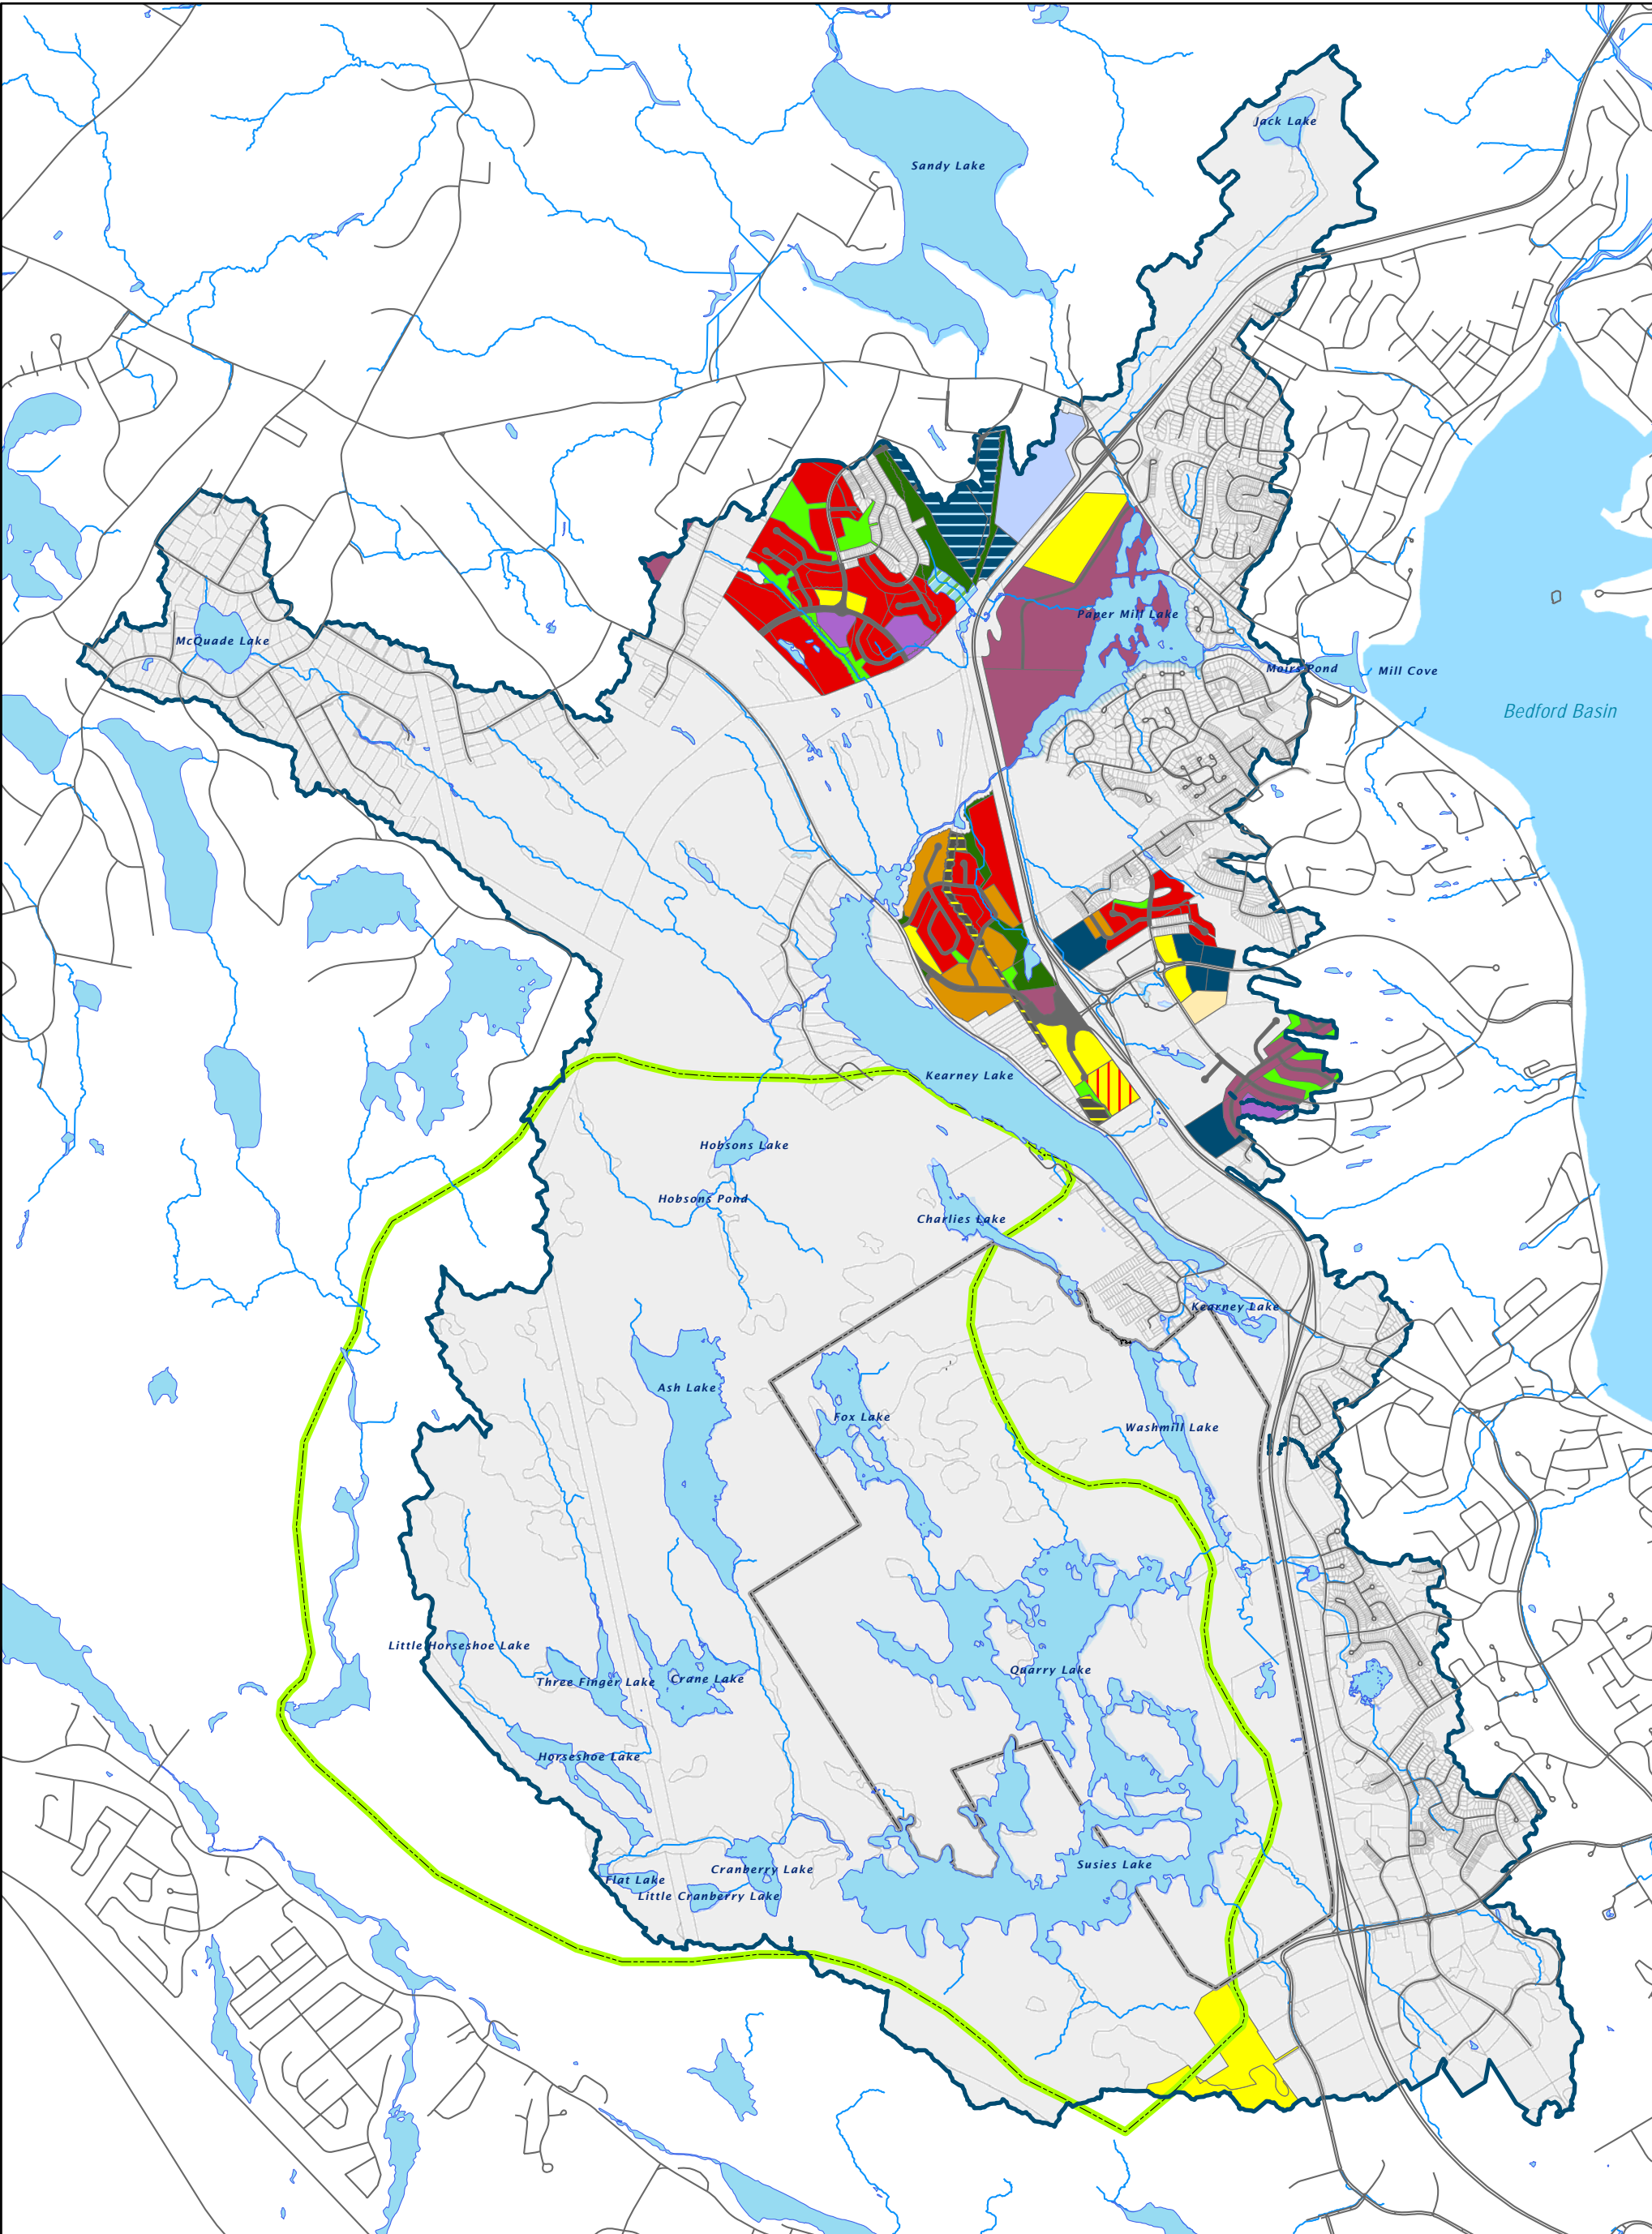 Jack Lake
Sandy Lake
Paper Mill Lake
McQuade Lake
Moirs Pond
Mill Cove
Bedford Basin
Kearney Lake
Hobsons Lake
Hobsons Pond
Charlies Lake
Kearney Lake
Ash Lake
Fox Lake
Washmill Lake
Little Horseshoe Lake
Quarry Lake
Three Finger Lake
Crane Lake
Horseshoe Lake
Susies Lake
Cranberry Lake
Flat Lake
Little Cranberry Lake